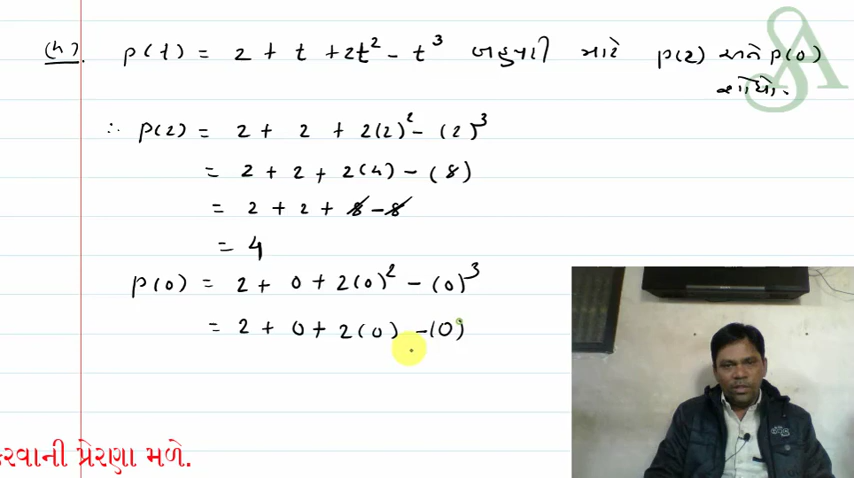 (૫). p(t) = 2 + t + 2t² - t³ બહુપદી માટે p(2) અને p(0)
શોધો.
∴ p(2) = 2 + 2 + 2(2)² - (2)³
= 2 + 2 + 2(4) - (8)
= 2 + 2 + 8 - 8
= 4
p(0) = 2 + 0 + 2(0)² - (0)³
= 2 + 0 + 2(0) - (0)
કરવાની પ્રેરણા મળે.